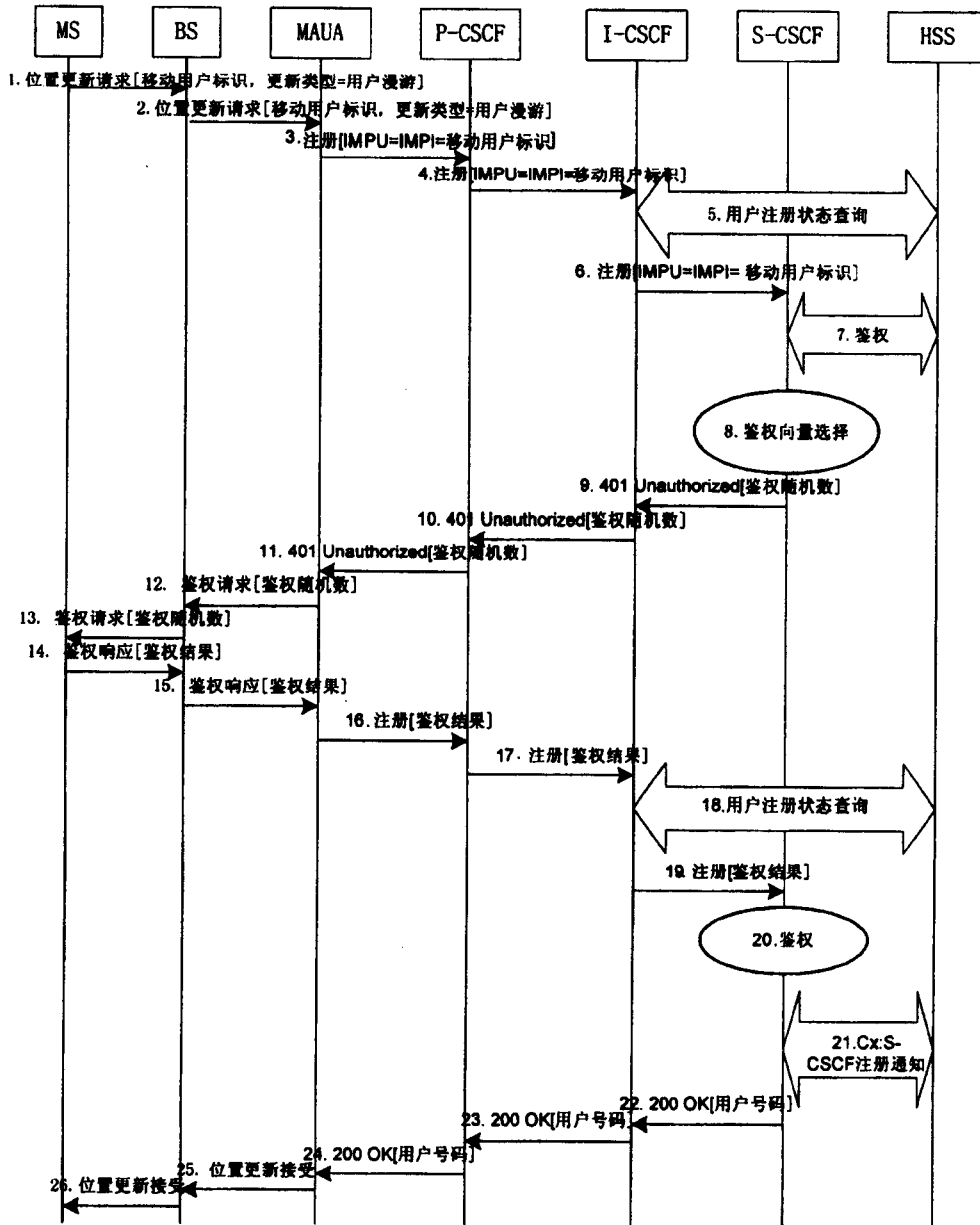 MS BS MAUA P-CSCF I-CSCF S-CSCF HSS
1.位置更新请求[移动用户标识，更新类型=用户漫游]
2.位置更新请求[移动用户标识，更新类型=用户漫游]
3.注册[IMPU=IMPI=移动用户标识]
4.注册[IMPU=IMPI=移动用户标识]
5.用户注册状态查询
6. 注册[IMPU=IMPI= 移动用户标识]
7.鉴权
8.鉴权向量选择
9. 401 Unauthorized[鉴权随机数]
10. 401 Unauthorized[鉴权随机数]
11. 401 Unauthorized[鉴权随机数]
12. 鉴权请求[鉴权随机数]
13. 鉴权请求[鉴权随机数]
14. 鉴权响应[鉴权结果]
15. 鉴权响应[鉴权结果]
16.注册[鉴权结果]
17. 注册[鉴权结果]
18.用户注册状态查询
19. 注册[鉴权结果]
20.鉴权
21.Cx:S-
CSCF注册通知
22. 200 OK[用户号码]
23. 200 OK[用户号码]
24. 200 OK[用户号码]
25. 位置更新接受
26. 位置更新接受